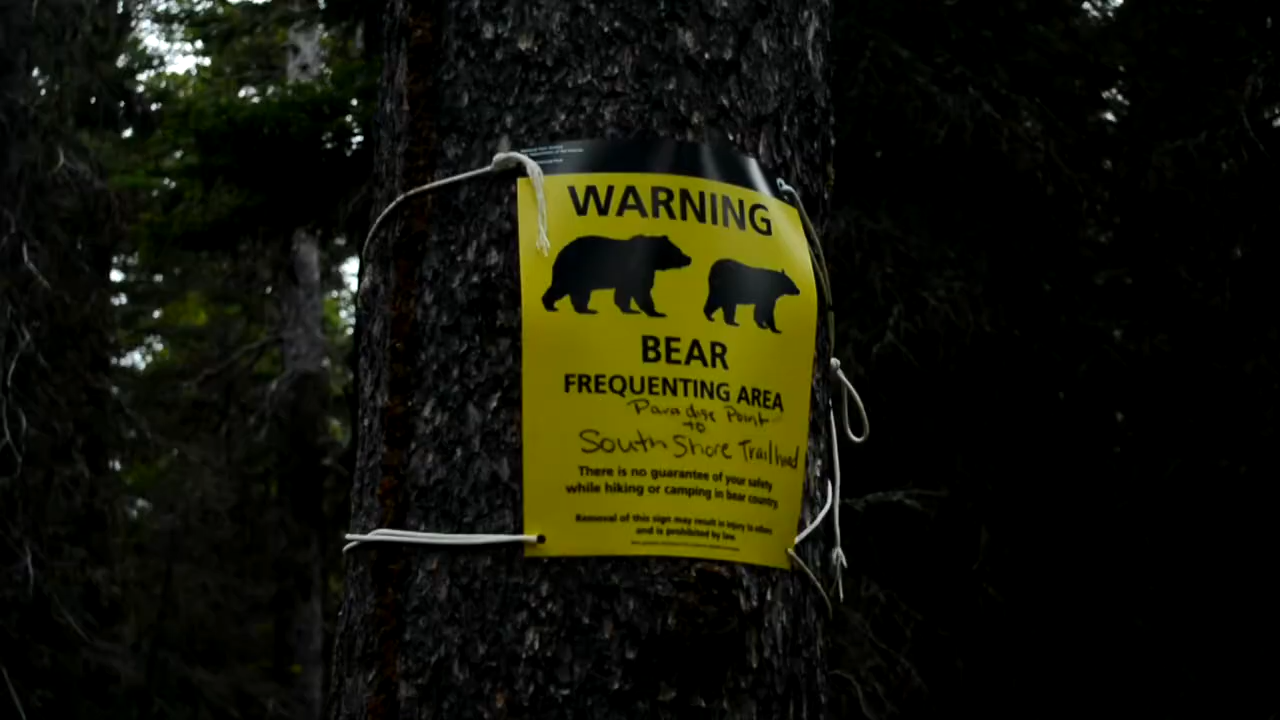 WARNING
BEAR
FREQUENTING AREA
Paradise Point
to
South Shore Trailhead
There is no guarantee of your safety
while hiking or camping in bear country.
Removal of this sign may result in injury to others
and is prohibited by law.